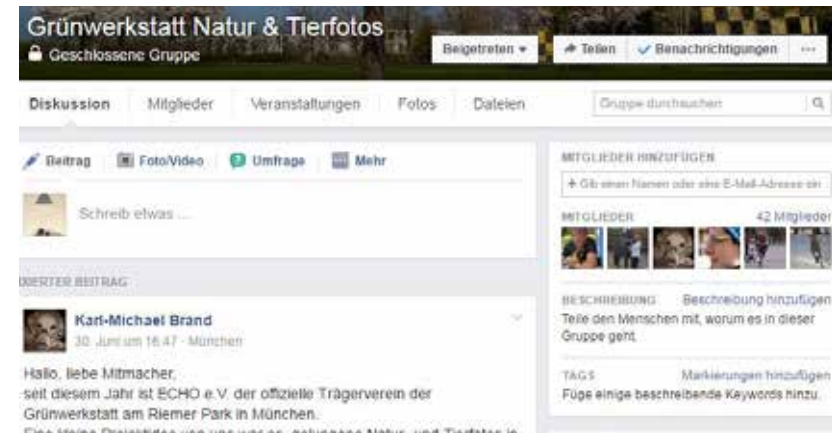 Grünwerkstatt Natur & Tierfotos
Geschlossene Gruppe
Beigetreten
Teilen
Benachrichtigungen
Diskussion Mitglieder Veranstaltungen Fotos Dateien
Gruppe durchsuchen
Beitrag Foto/Video Umfrage Mehr
Schreib etwas ...
BEITRAG
Karl-Michael Brand
30. Juni um 16:47 · München
Hallo, liebe Mitmacher,
seit diesem Jahr ist ECHO e.V. der offizielle Trägerverein der
Grünwerkstatt am Riemer Park in München.
MITGLIEDER HINZUFÜGEN
+ Gib einen Namen oder eine E-Mail-Adresse ein
MITGLIEDER 42 Mitglieder
BESCHREIBUNG Beschreibung hinzufügen
Teile den Menschen mit, worum es in dieser
Gruppe geht.
TAGS Markierungen hinzufügen
Füge einige beschreibende Keywords hinzu.